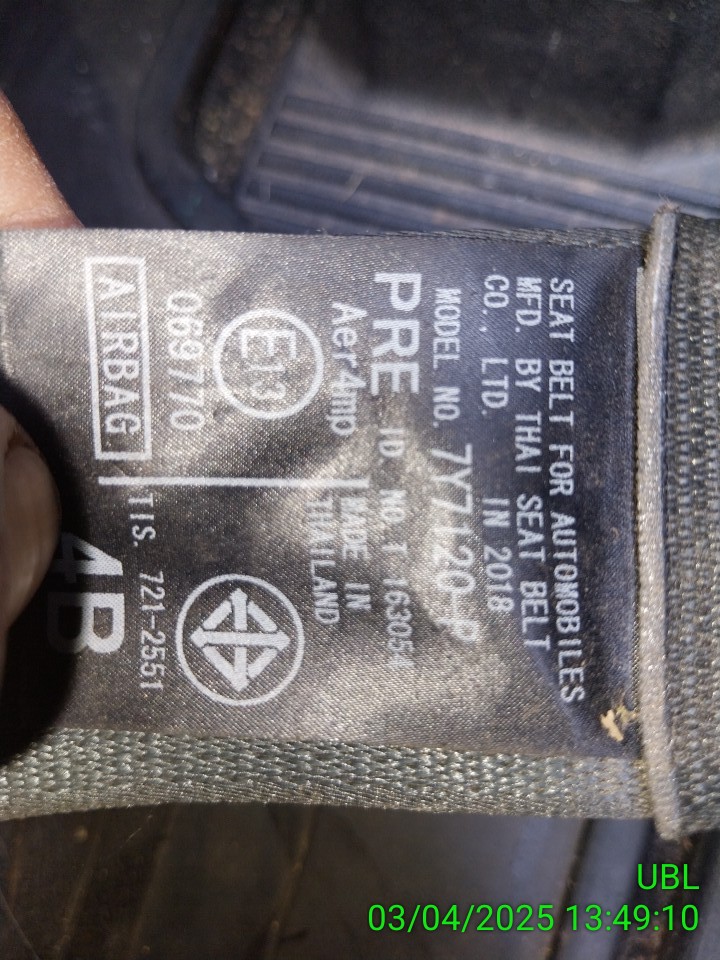 SEAT BELT FOR AUTOMOBILES
MFD. BY THAI SEAT BELT
CO., LTD. IN 2018
MODEL NO.
PRE ID NO.T 163054
Aer4mp
E13
069770
AIRBAG
MADE IN
THAILAND
TIS. 721-2551
4B
UBL
03/04/2025 13:49:10